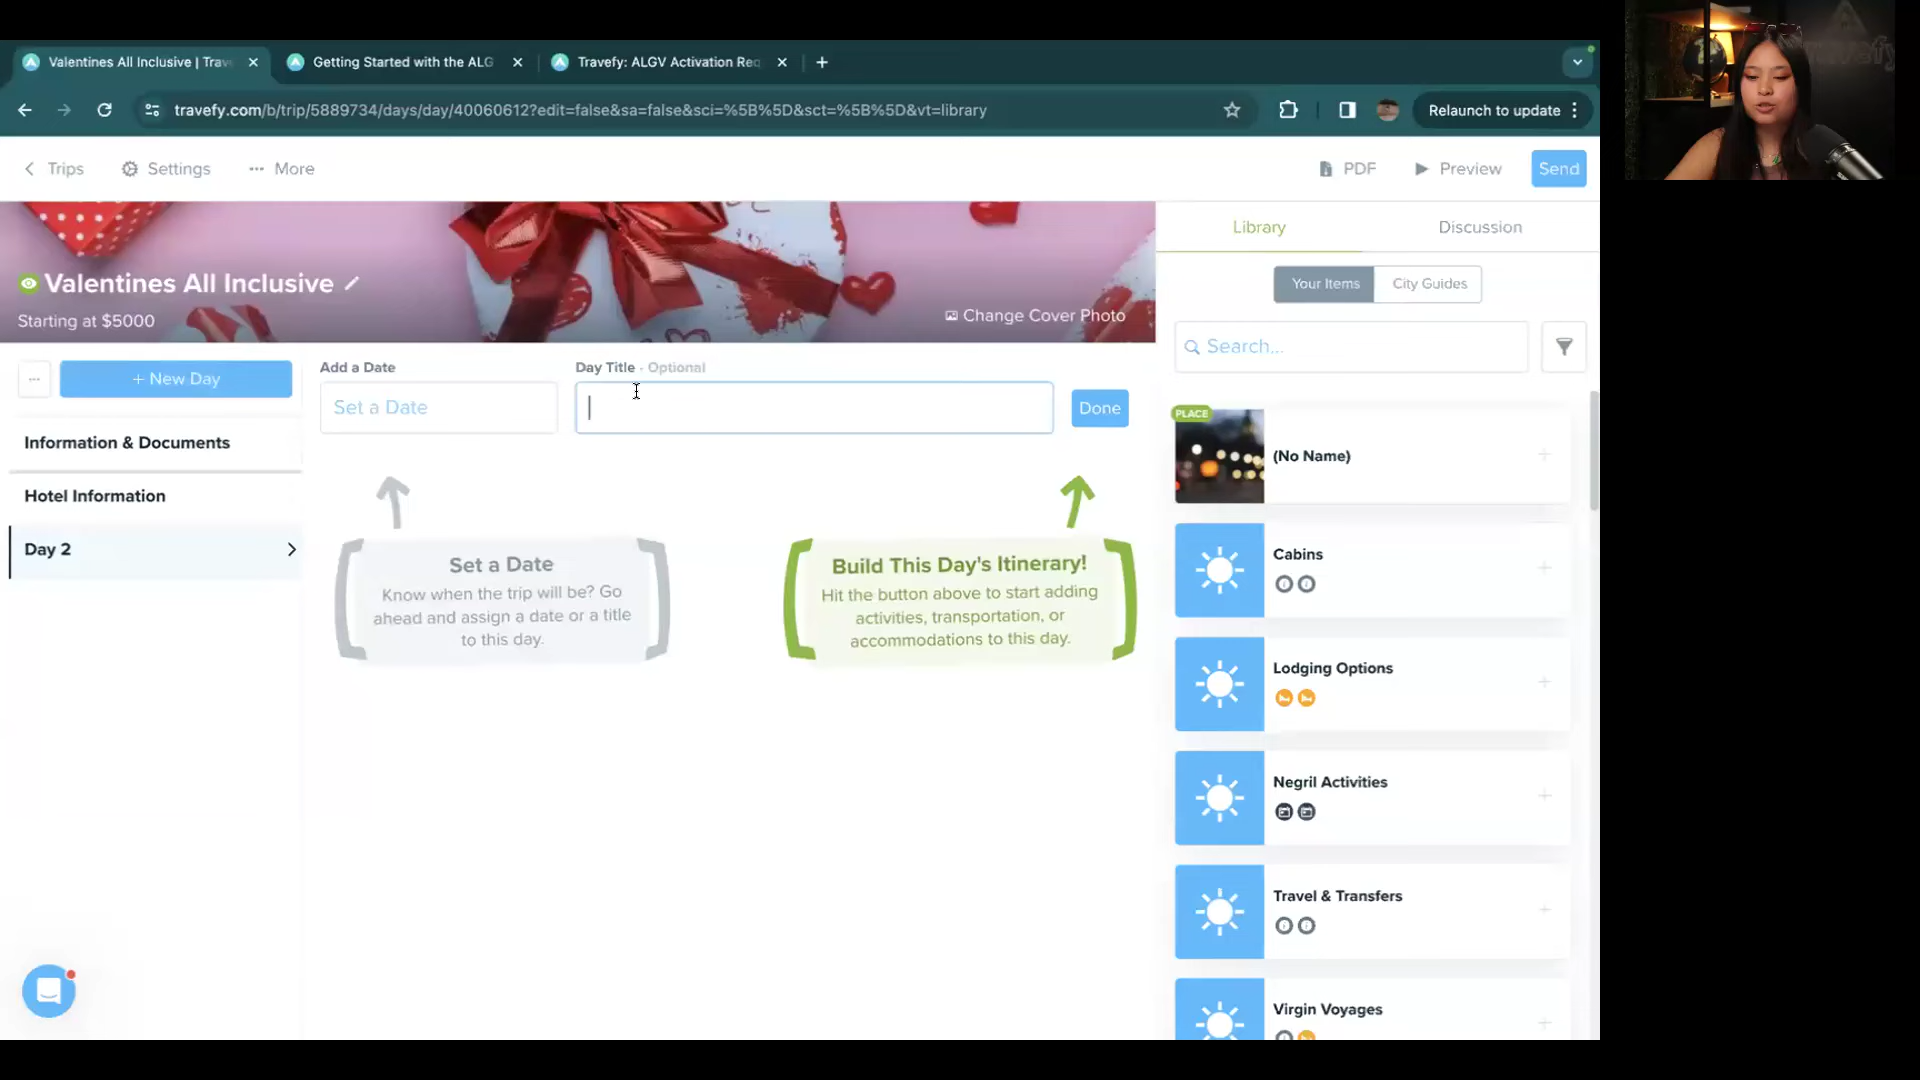 Valentines All Inclusive | Trav
Getting Started with the ALG
Travefy: ALGV Activation Req
travefy.com/b/trip/5889734/days/day/40060612?edit=false&sa=false&sci=%5B%5D&sct=%5B%5D&vt=library
Relaunch to update
Trips
Settings
More
PDF
Preview
Send
Valentines All Inclusive
Starting at $5000
Change Cover Photo
Library
Discussion
Your Items
City Guides
Search...
+ New Day
Information & Documents
Hotel Information
Day 2
Add a Date
Set a Date
Day Title - Optional
Done
Set a Date
Know when the trip will be? Go
ahead and assign a date or a title
to this day.
Build This Day's Itinerary!
Hit the button above to start adding
activities, transportation, or
accommodations to this day.
PLACE
(No Name)
Cabins
Lodging Options
Negril Activities
Travel & Transfers
Virgin Voyages